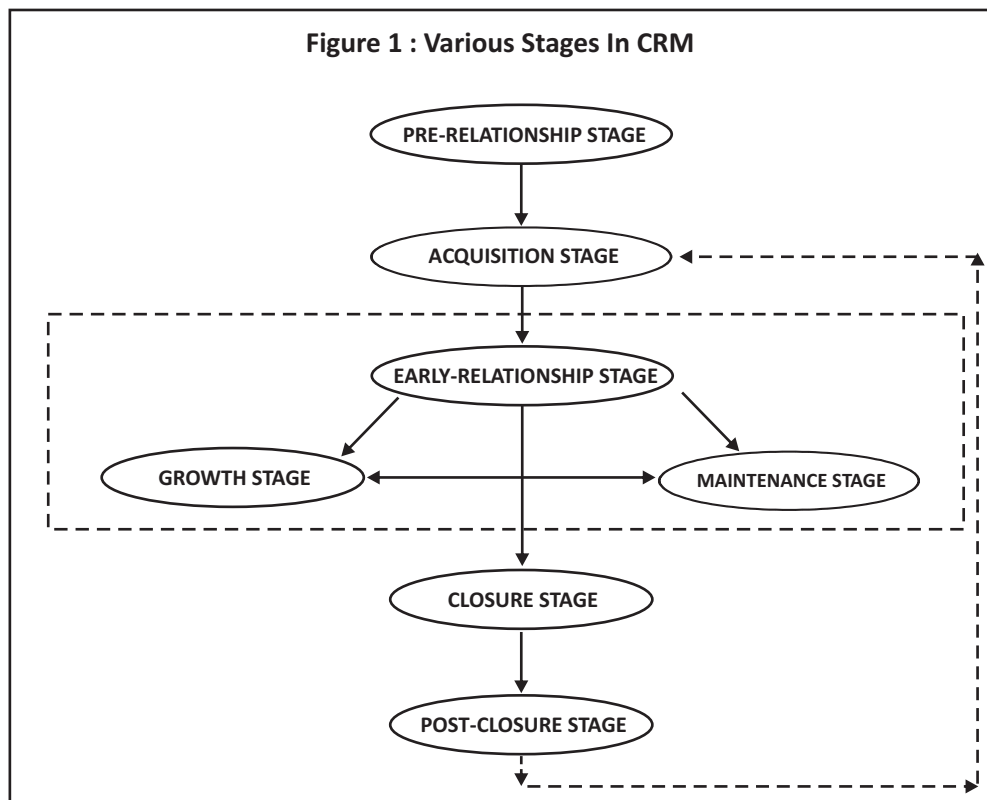 Figure 1 : Various Stages In CRM
PRE-RELATIONSHIP STAGE
ACQUISITION STAGE
EARLY-RELATIONSHIP STAGE
GROWTH STAGE
MAINTENANCE STAGE
CLOSURE STAGE
POST-CLOSURE STAGE